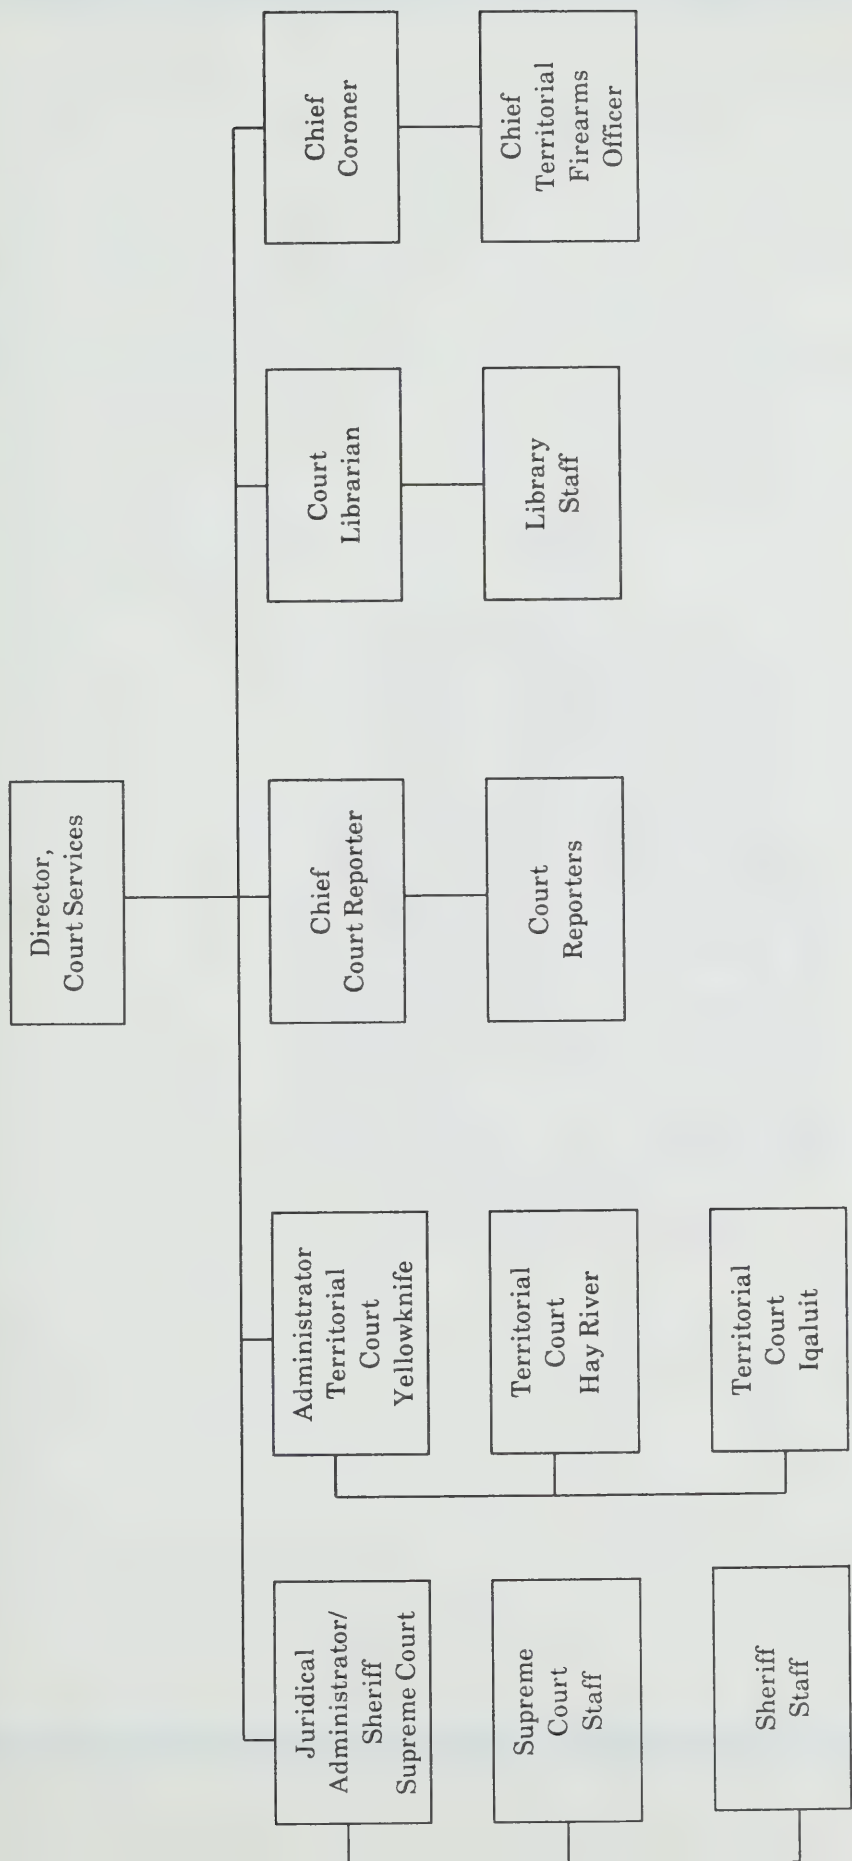 Director,
Court Services
Juridical
Administrator/
Sheriff
Supreme Court
Supreme
Court
Staff
Sheriff
Staff
Administrator
Territorial
Court
Yellowknife
Territorial
Court
Hay River
Territorial
Court
Iqaluit
Chief
Court Reporter
Court
Reporters
Court
Librarian
Library
Staff
Chief
Coroner
Chief
Territorial
Firearms
Officer